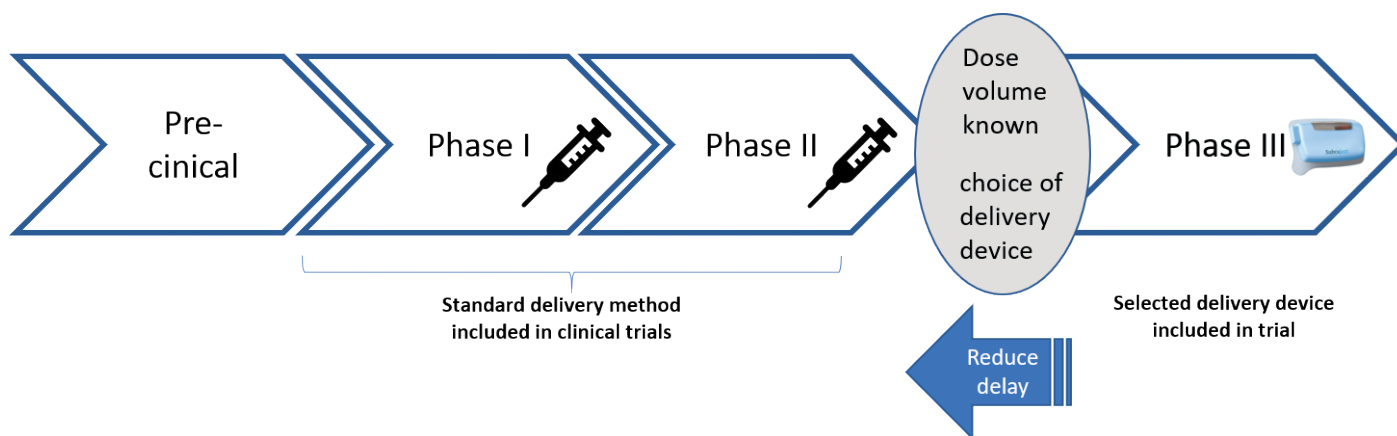 Pre-
cinical
Phase I
Phase II
Dose
volume
known
choice of
delivery
device
Phase III
Standard delivery method
included in clinical trials
Selected delivery device
included in trial
Reduce
delay